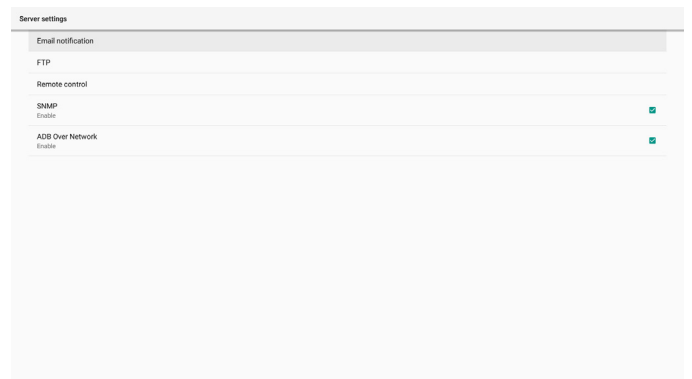 Server settings
Email notification
FTP
Remote control
SNMP
Enable
ADB Over Network
Enable